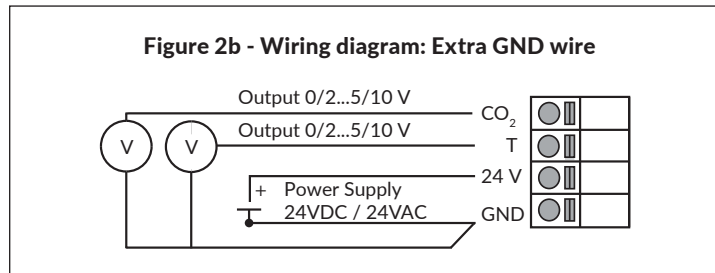 Figure 2b - Wiring diagram: Extra GND wire
Output 0/2...5/10 V
CO₂
V
V
Output 0/2...5/10 V
T
24 V
+
Power Supply
24VDC / 24VAC
GND